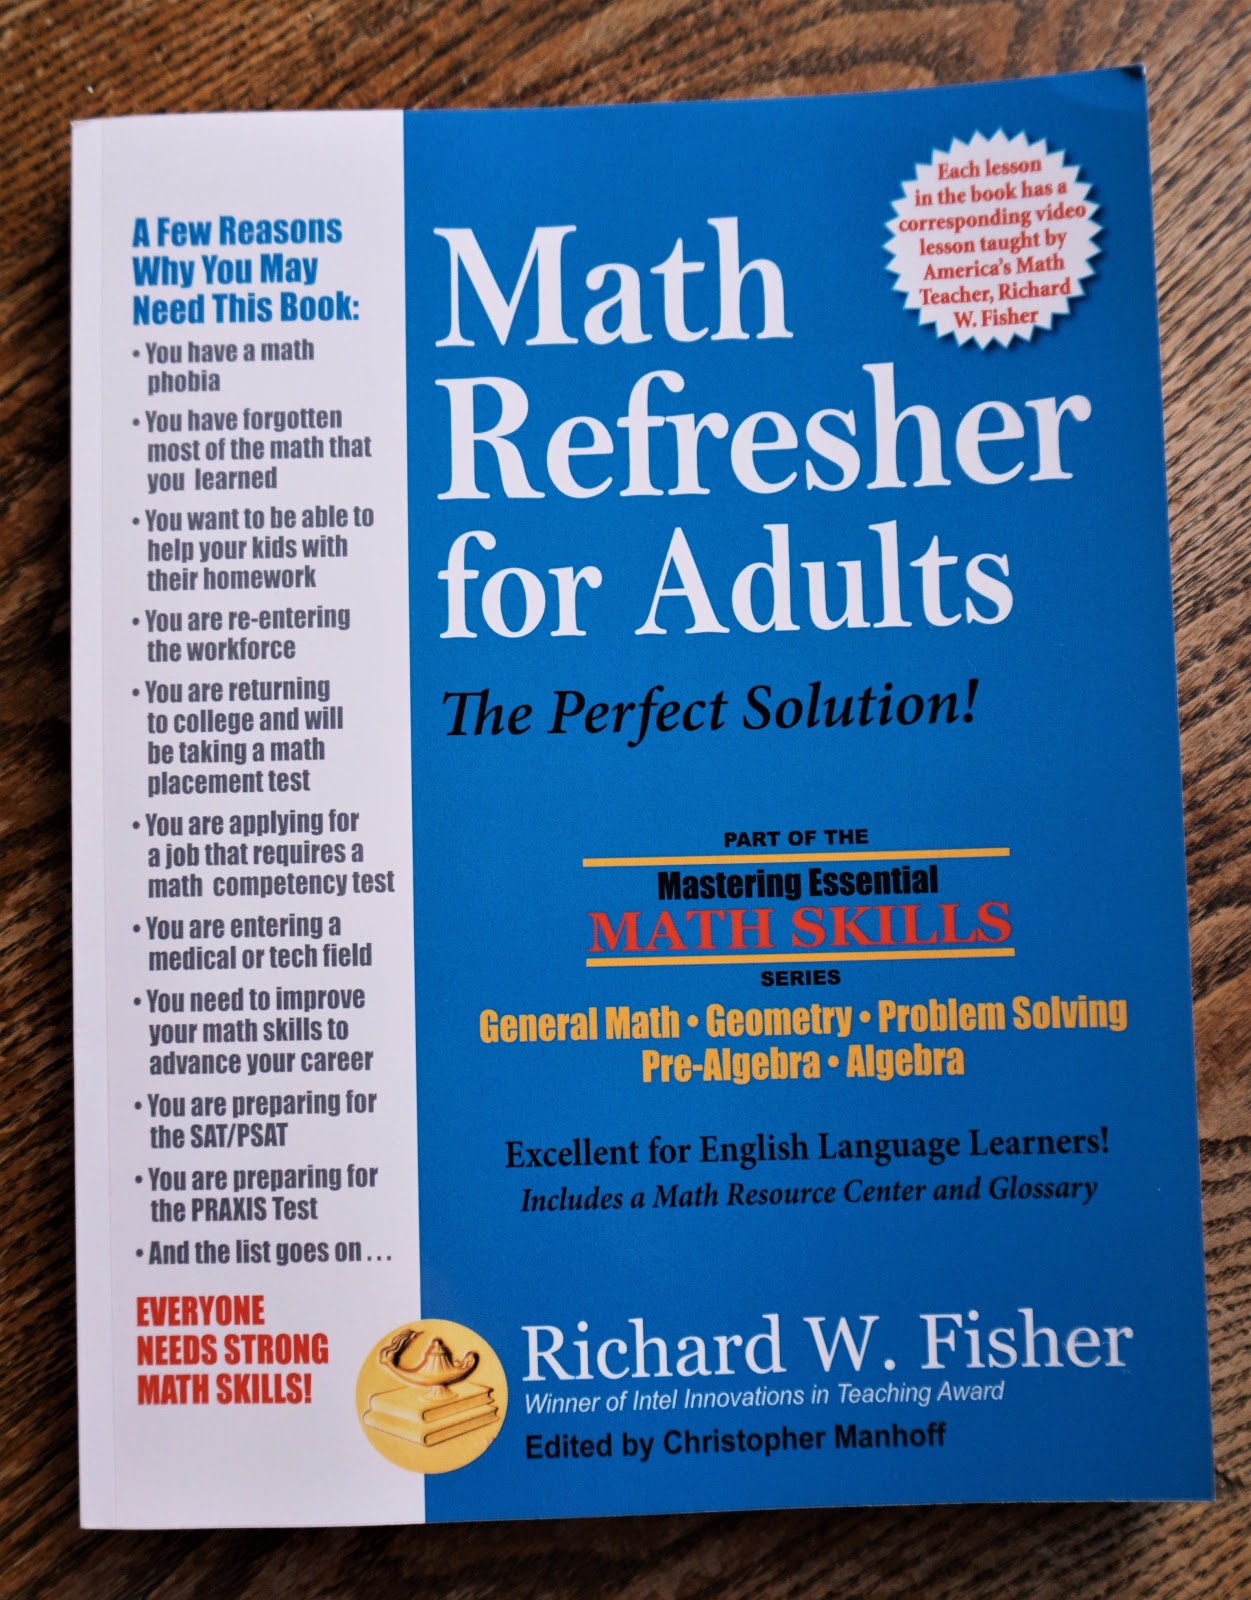 A Few Reasons
Why You May
Need This Book:
• You have a math
phobia
• You have forgotten
most of the math that
you learned
• You want to be able to
help your kids with
their homework
• You are re-entering
the workforce
• You are returning
to college and will
be taking a math
placement test
• You are applying for
a job that requires a
math competency test
• You are entering a
medical or tech field
• You need to improve
your math skills to
advance your career
• You are preparing for
the SAT/PSAT
• You are preparing for
the PRAXIS Test
• And the list goes on . . .
EVERYONE
NEEDS STRONG
MATH SKILLS!
Each lesson
in the book has a
corresponding video
lesson taught by
America's Math
Teacher, Richard
W. Fisher
Math
Refresher
for Adults
The Perfect Solution!
PART OF THE
Mastering Essential
MATH SKILLS
SERIES
General Math • Geometry • Problem Solving
Pre-Algebra • Algebra
Excellent for English Language Learners!
Includes a Math Resource Center and Glossary
Richard W. Fisher
Winner of Intel Innovations in Teaching Award
Edited by Christopher Manhoff